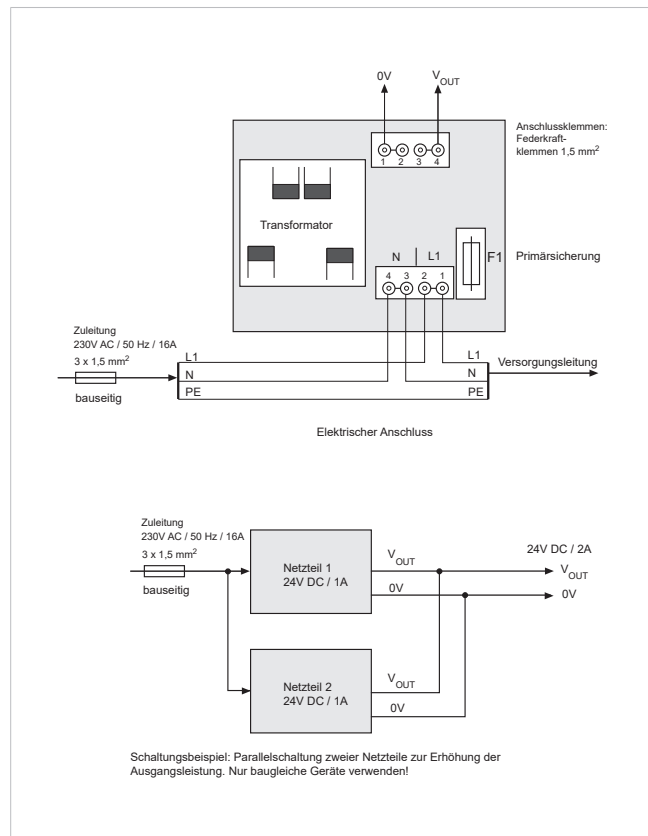 0V
VOUT
Anschlussklemmen:
Federkraft-
klemmen 1,5 mm²
1 2 3 4
Transformator
N L1
F1
Primärsicherung
4 3 2 1
Zuleitung
230V AC / 50 Hz / 16A
3 x 1,5 mm²
bauseitig
L1
N
PE
L1
N
PE
Versorgungsleitung
Elektrischer Anschluss
Zuleitung
230V AC / 50 Hz / 16A
3 x 1,5 mm²
bauseitig
Netzteil 1
24V DC / 1A
VOUT
0V
24V DC / 2A
VOUT
0V
Netzteil 2
24V DC / 1A
VOUT
0V
Schaltungsbeispiel: Parallelschaltung zweier Netzteile zur Erhöhung der
Ausgangsleistung. Nur baugleiche Geräte verwenden!